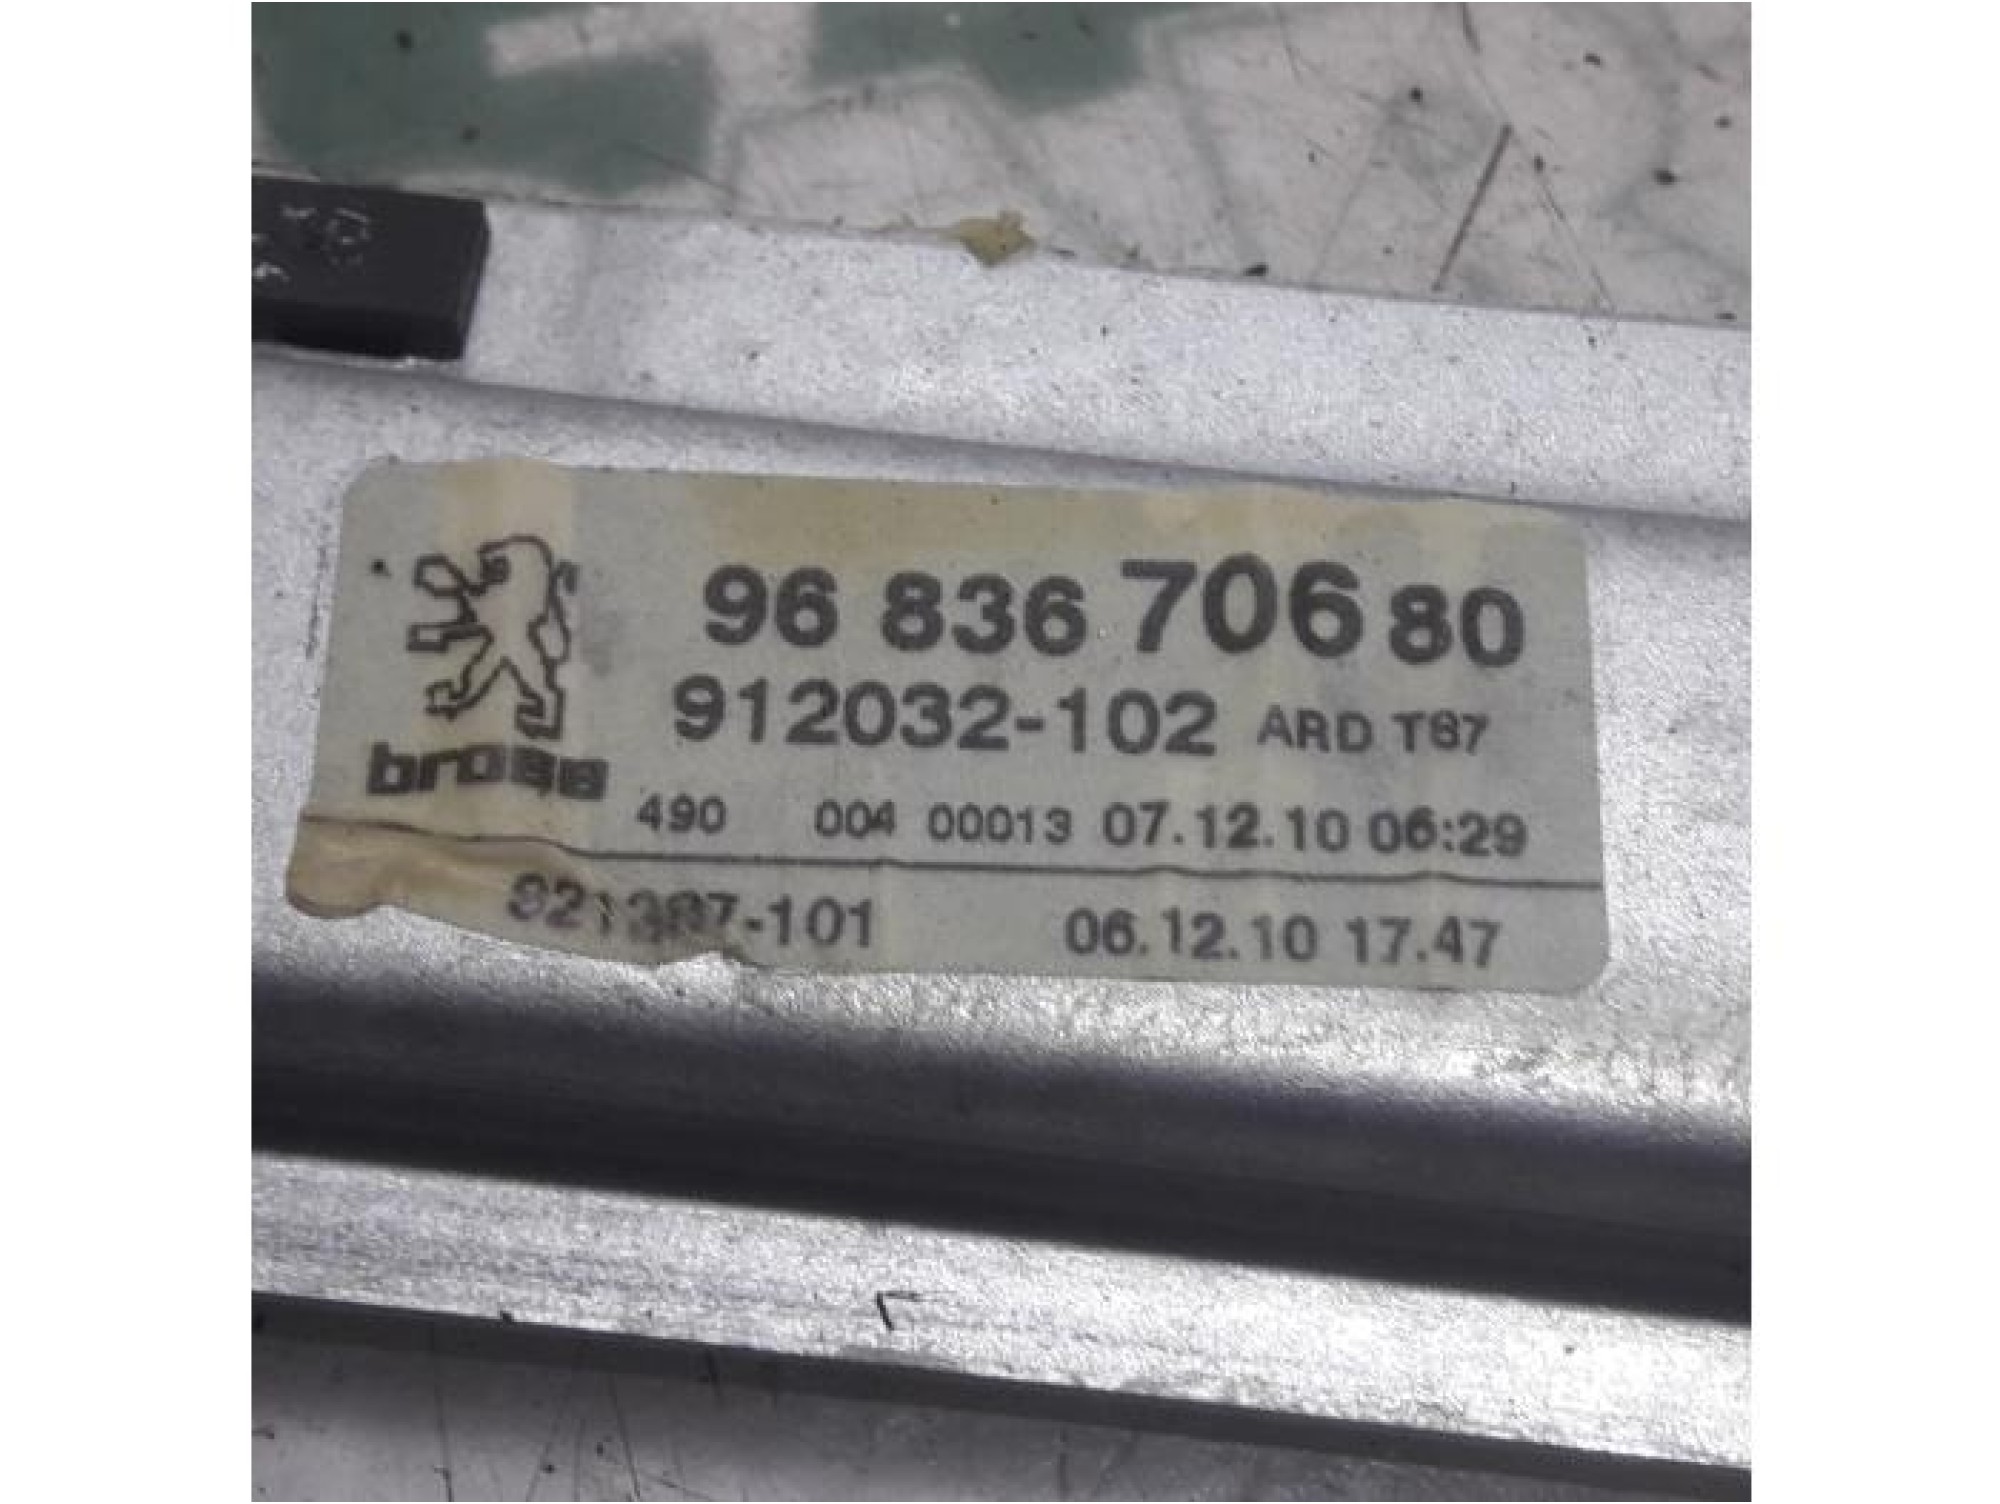 96 836 706 80
912032-102 ARD T87
brose
490 004 00013 07.12.10 06:29
-101 06.12.10 17.47